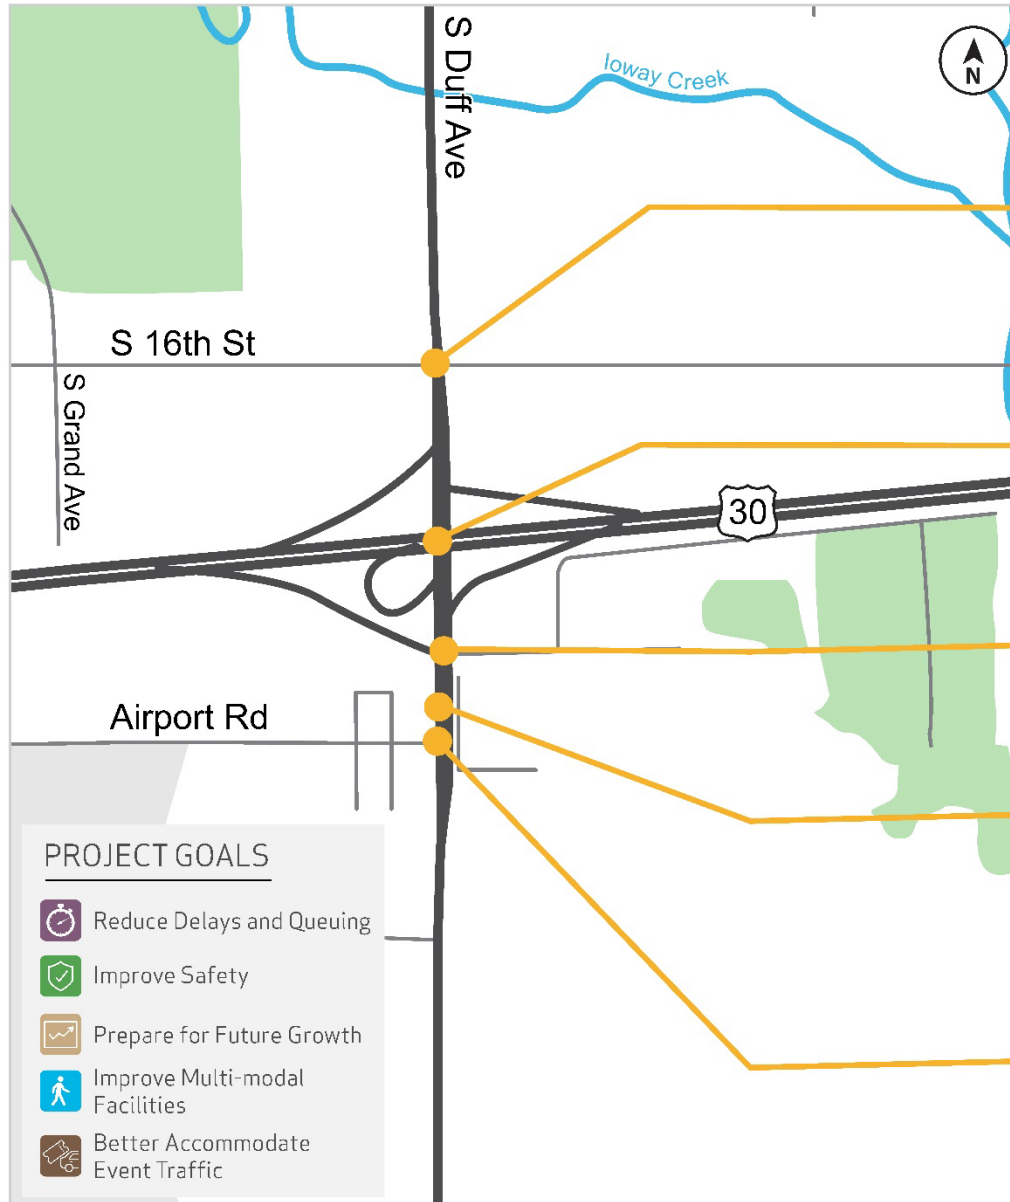 S Duff Ave
Ioway Creek
N
S 16th St
S Grand Ave
30
Airport Rd
PROJECT GOALS
Reduce Delays and Queuing
Improve Safety
Prepare for Future Growth
Improve Multi-modal
Facilities
Better Accommodate
Event Traffic